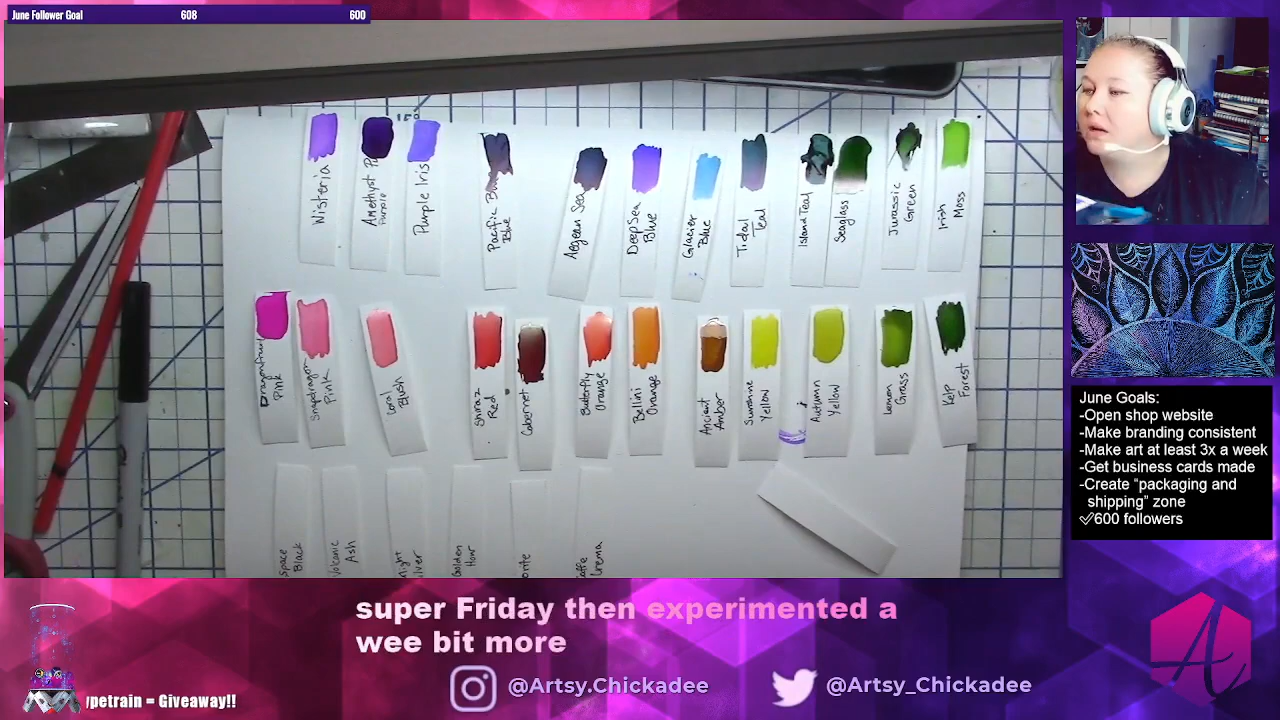 June Follower Goal 608 600
Wisteria
Amethyst
Purple
Purple Iris
Pacific
Blue
Aegean Sea
Deep Sea
Blue
Glacier
Blue
Tidal
Teal
Island Teal
Seaglass
Jurassic
Green
Irish
Moss
Dragonfruit
Pink
Snapdragon
Pink
Coral
Blush
Shiraz
Red
Cabernet
Butterfly
Orange
Bellini
Orange
Ancient
Amber
Sunshine
Yellow
Autumn
Yellow
Lemon
Grass
Kelp
Forest
Space
Black
Volcanic
Ash
Golden
Hour
Crema
June Goals:
-Open shop website
-Make branding consistent
-Make art at least 3x a week
-Get business cards made
-Create "packaging and
shipping" zone
✓600 followers
super Friday then experimented a
wee bit more
@Artsy.Chickadee
@Artsy_Chickadee
ypetrain = Giveaway!!
A